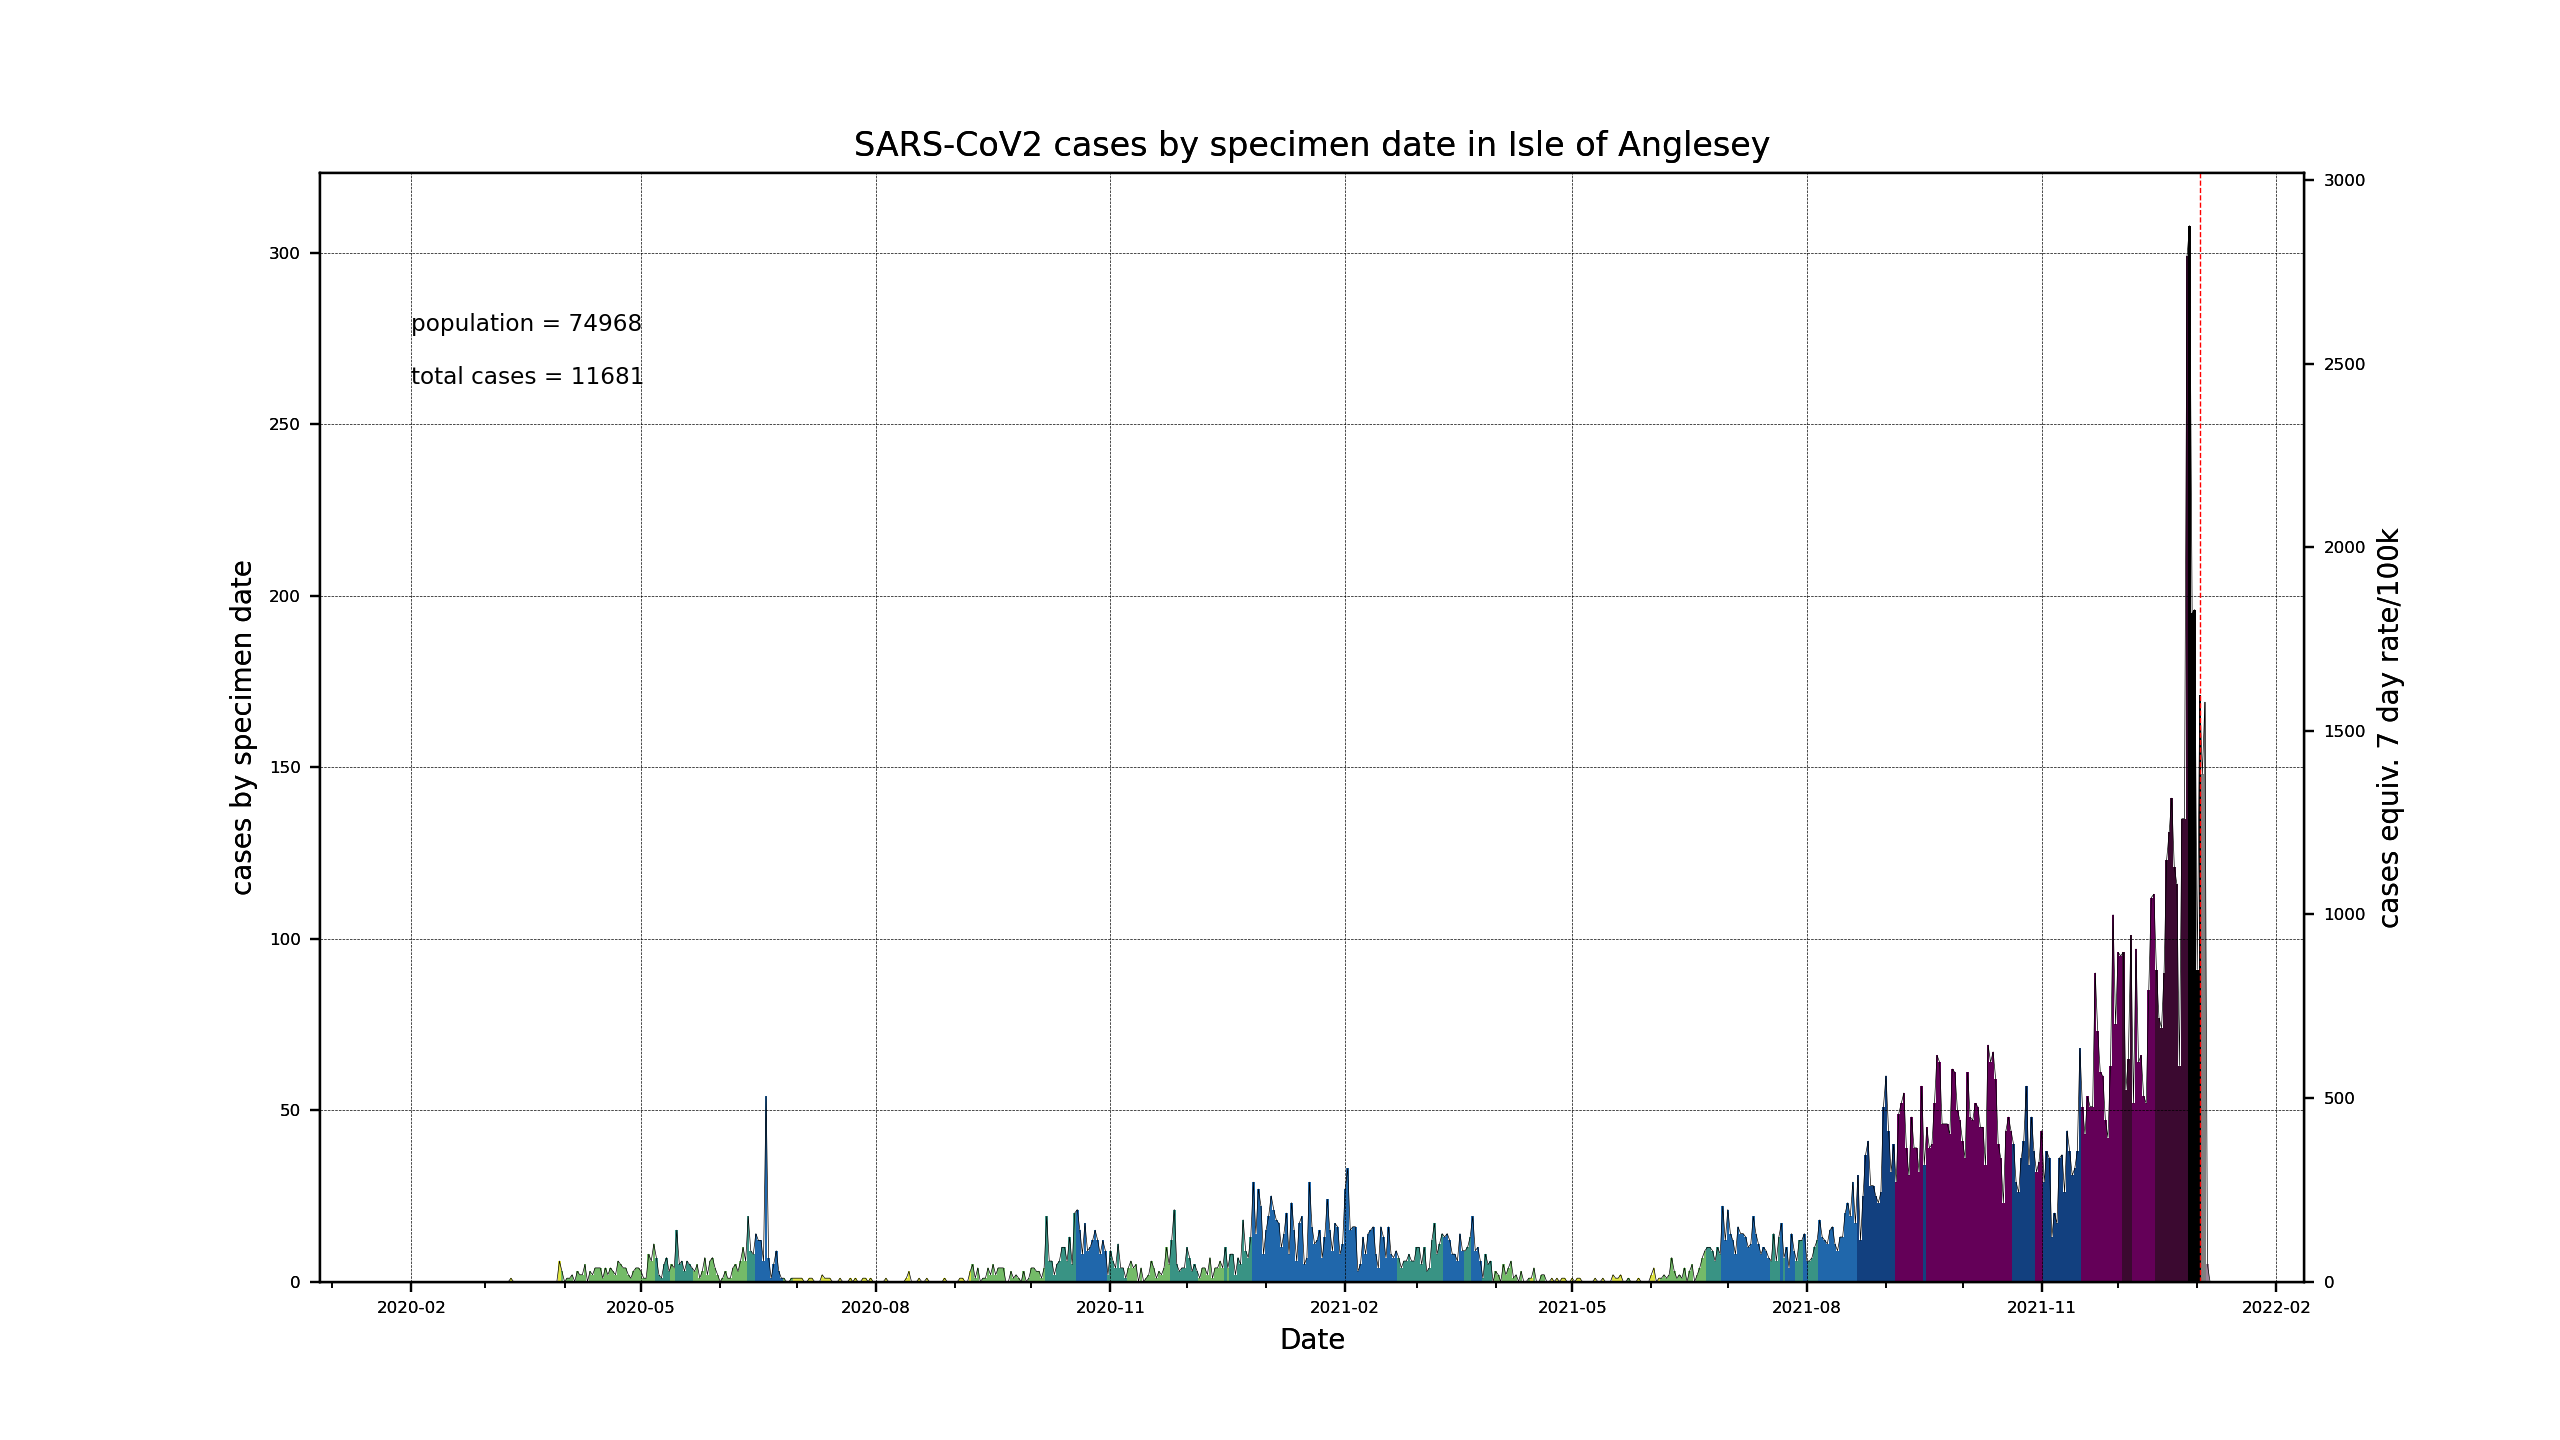 SARS-CoV2 cases by specimen date in Isle of Anglesey
population = 74968
total cases = 11681
cases by specimen date
300
250
200
150
100
50
0
3000
2500
2000
1500
1000
500
0
cases equiv. 7 day rate/100k
2020-02 2020-05 2020-08 2020-11 2021-02 2021-05 2021-08 2021-11 2022-02
Date